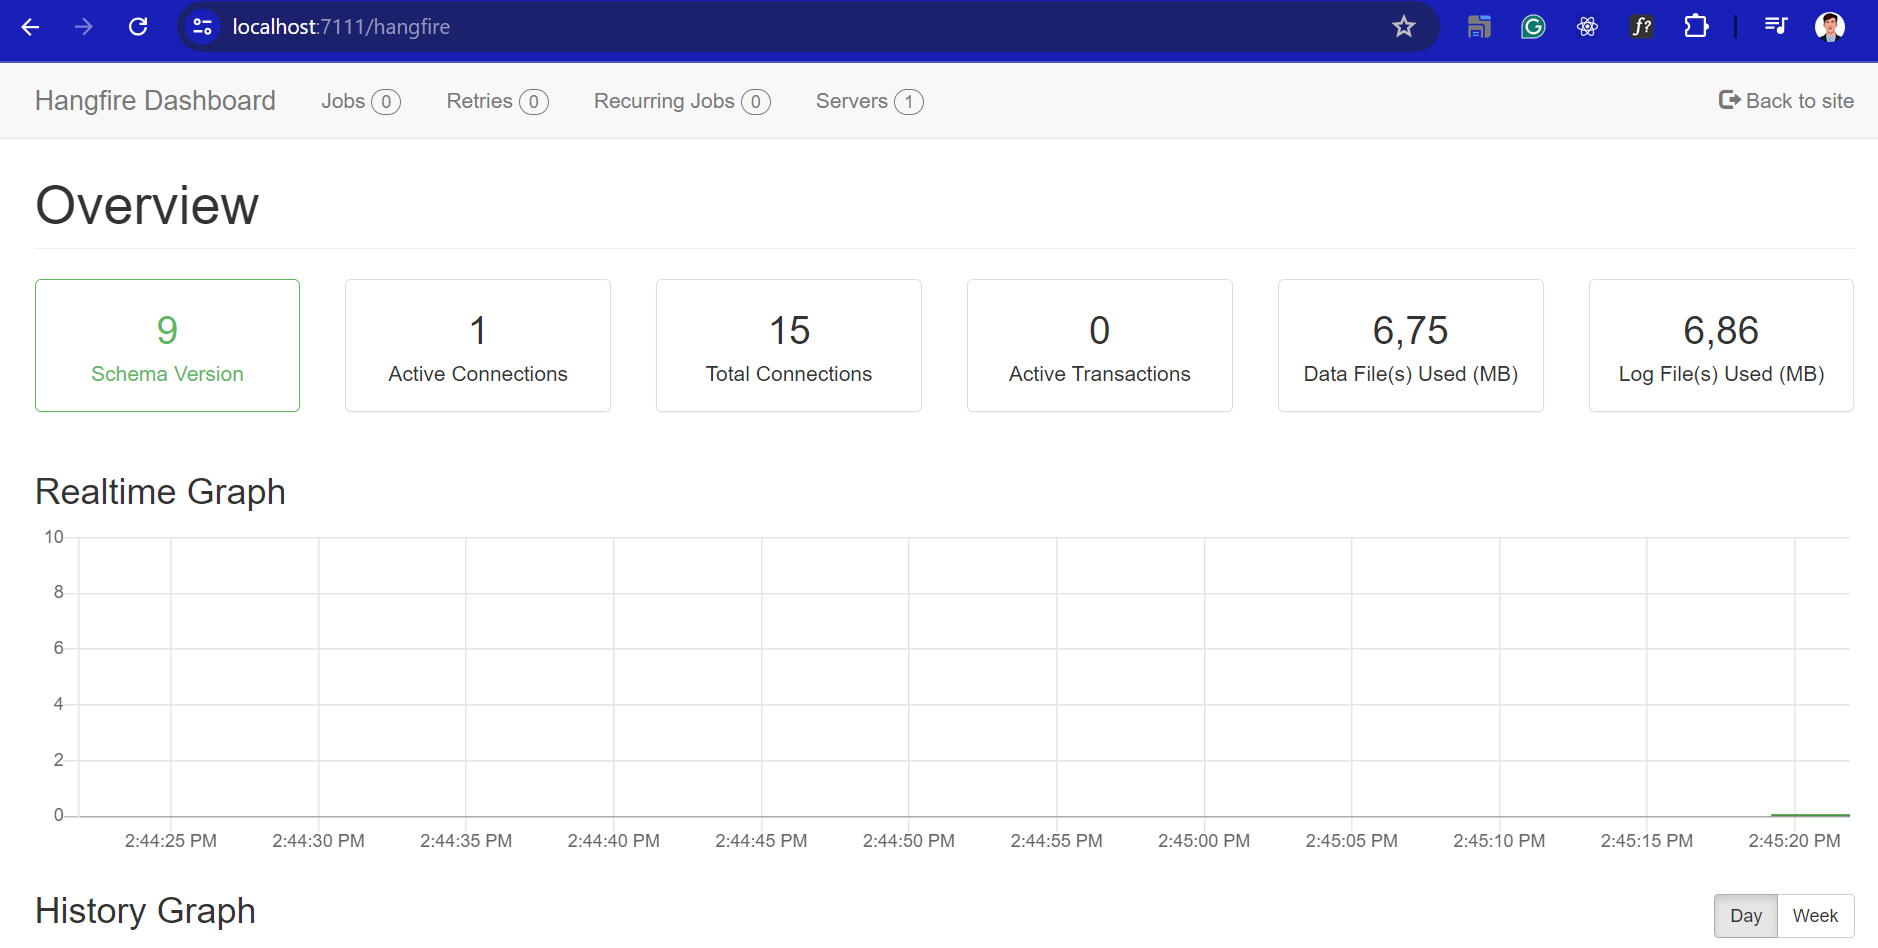 localhost:7111/hangfire
Hangfire Dashboard Jobs 0 Retries 0 Recurring Jobs 0 Servers 1 Back to site
Overview
9 1 15 0 6,75 6,86
Schema Version Active Connections Total Connections Active Transactions Data File(s) Used (MB) Log File(s) Used (MB)
Realtime Graph
10
8
6
4
2
0
2:44:25 PM 2:44:30 PM 2:44:35 PM 2:44:40 PM 2:44:45 PM 2:44:50 PM 2:44:55 PM 2:45:00 PM 2:45:05 PM 2:45:10 PM 2:45:15 PM 2:45:20 PM
History Graph Day Week